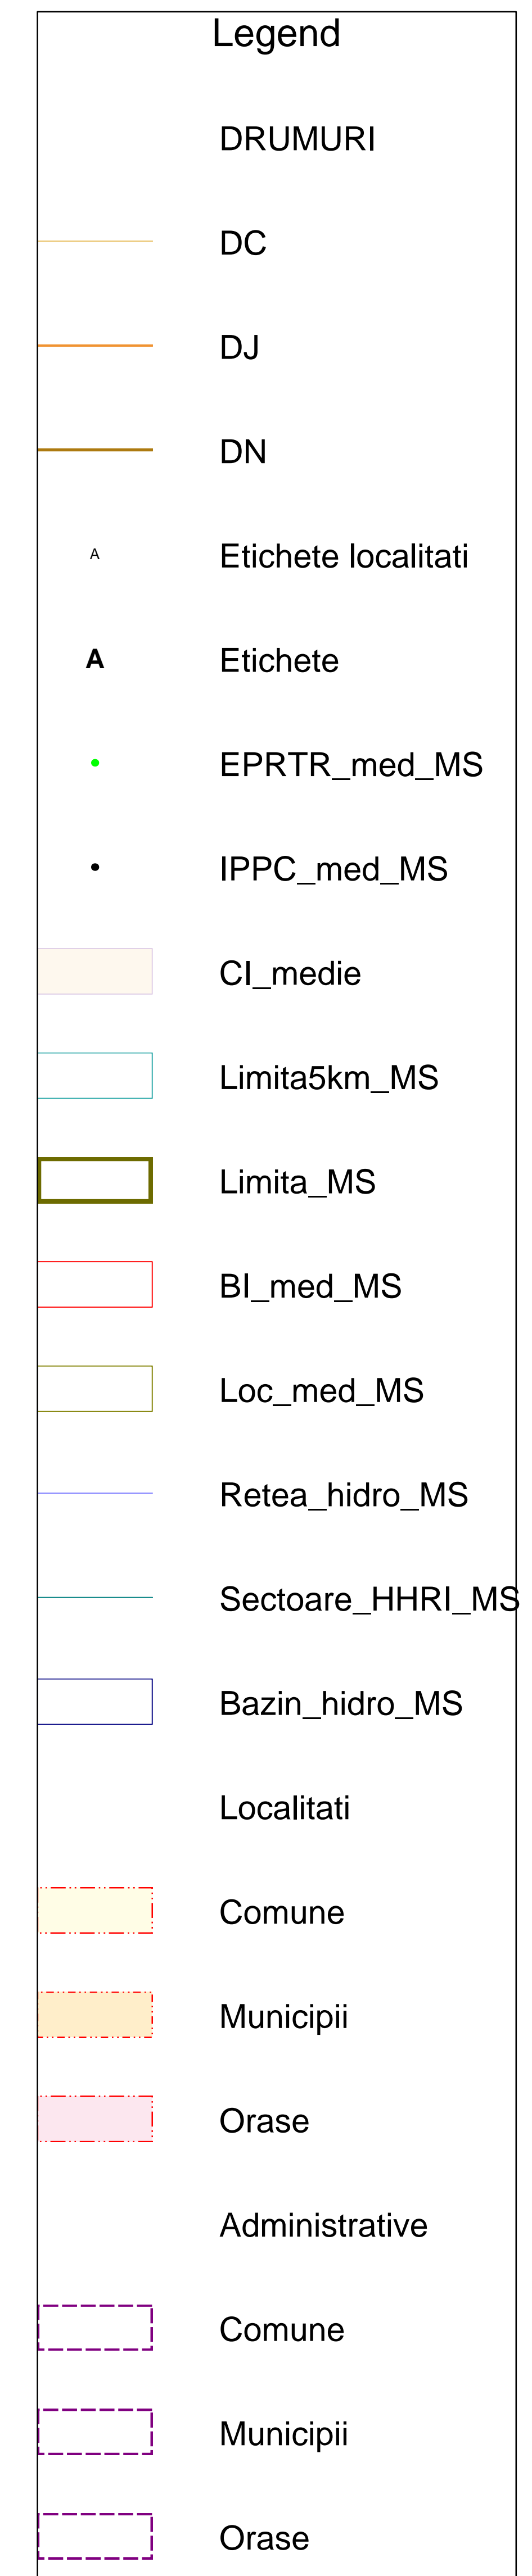 Legend
DRUMURI
DC
DJ
DN
A Etichete localitati
A Etichete
EPRTR_med_MS
IPPC_med_MS
CI_medie
Limita5km_MS
Limita_MS
BI_med_MS
Loc_med_MS
Retea_hidro_MS
Sectoare_HHRI_MS
Bazin_hidro_MS
Localitati
Comune
Municipii
Orase
Administrative
Comune
Municipii
Orase